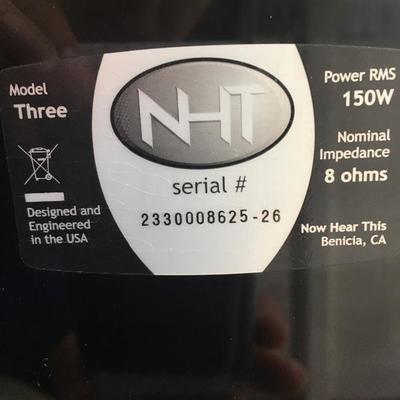 Model
Three
Designed and
Engineered
in the USA
NHT
serial #
2330008625-26
Power RMS
150W
Nominal
Impedance
8 ohms
Now Hear This
Benicia, CA